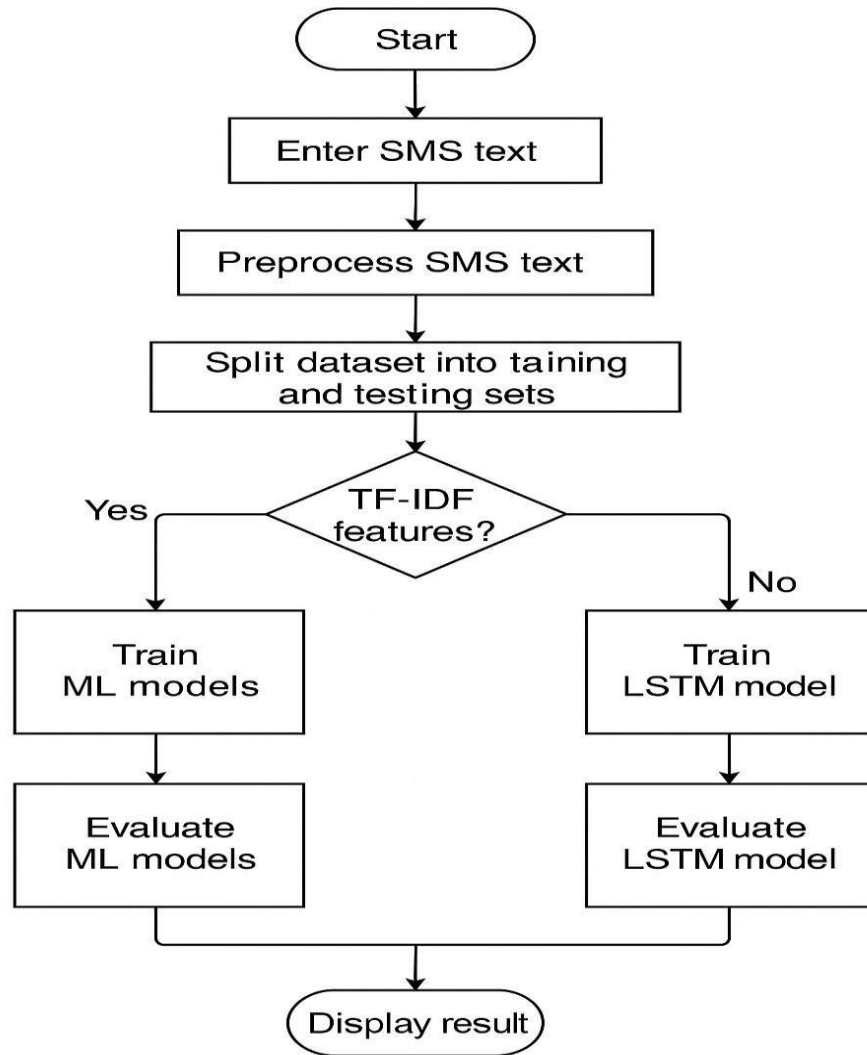 Start
Enter SMS text
Preprocess SMS text
Split dataset into taining
and testing sets
TF-IDF
features?
Yes
No
Train
ML models
Train
LSTM model
Evaluate
ML models
Evaluate
LSTM model
Display result